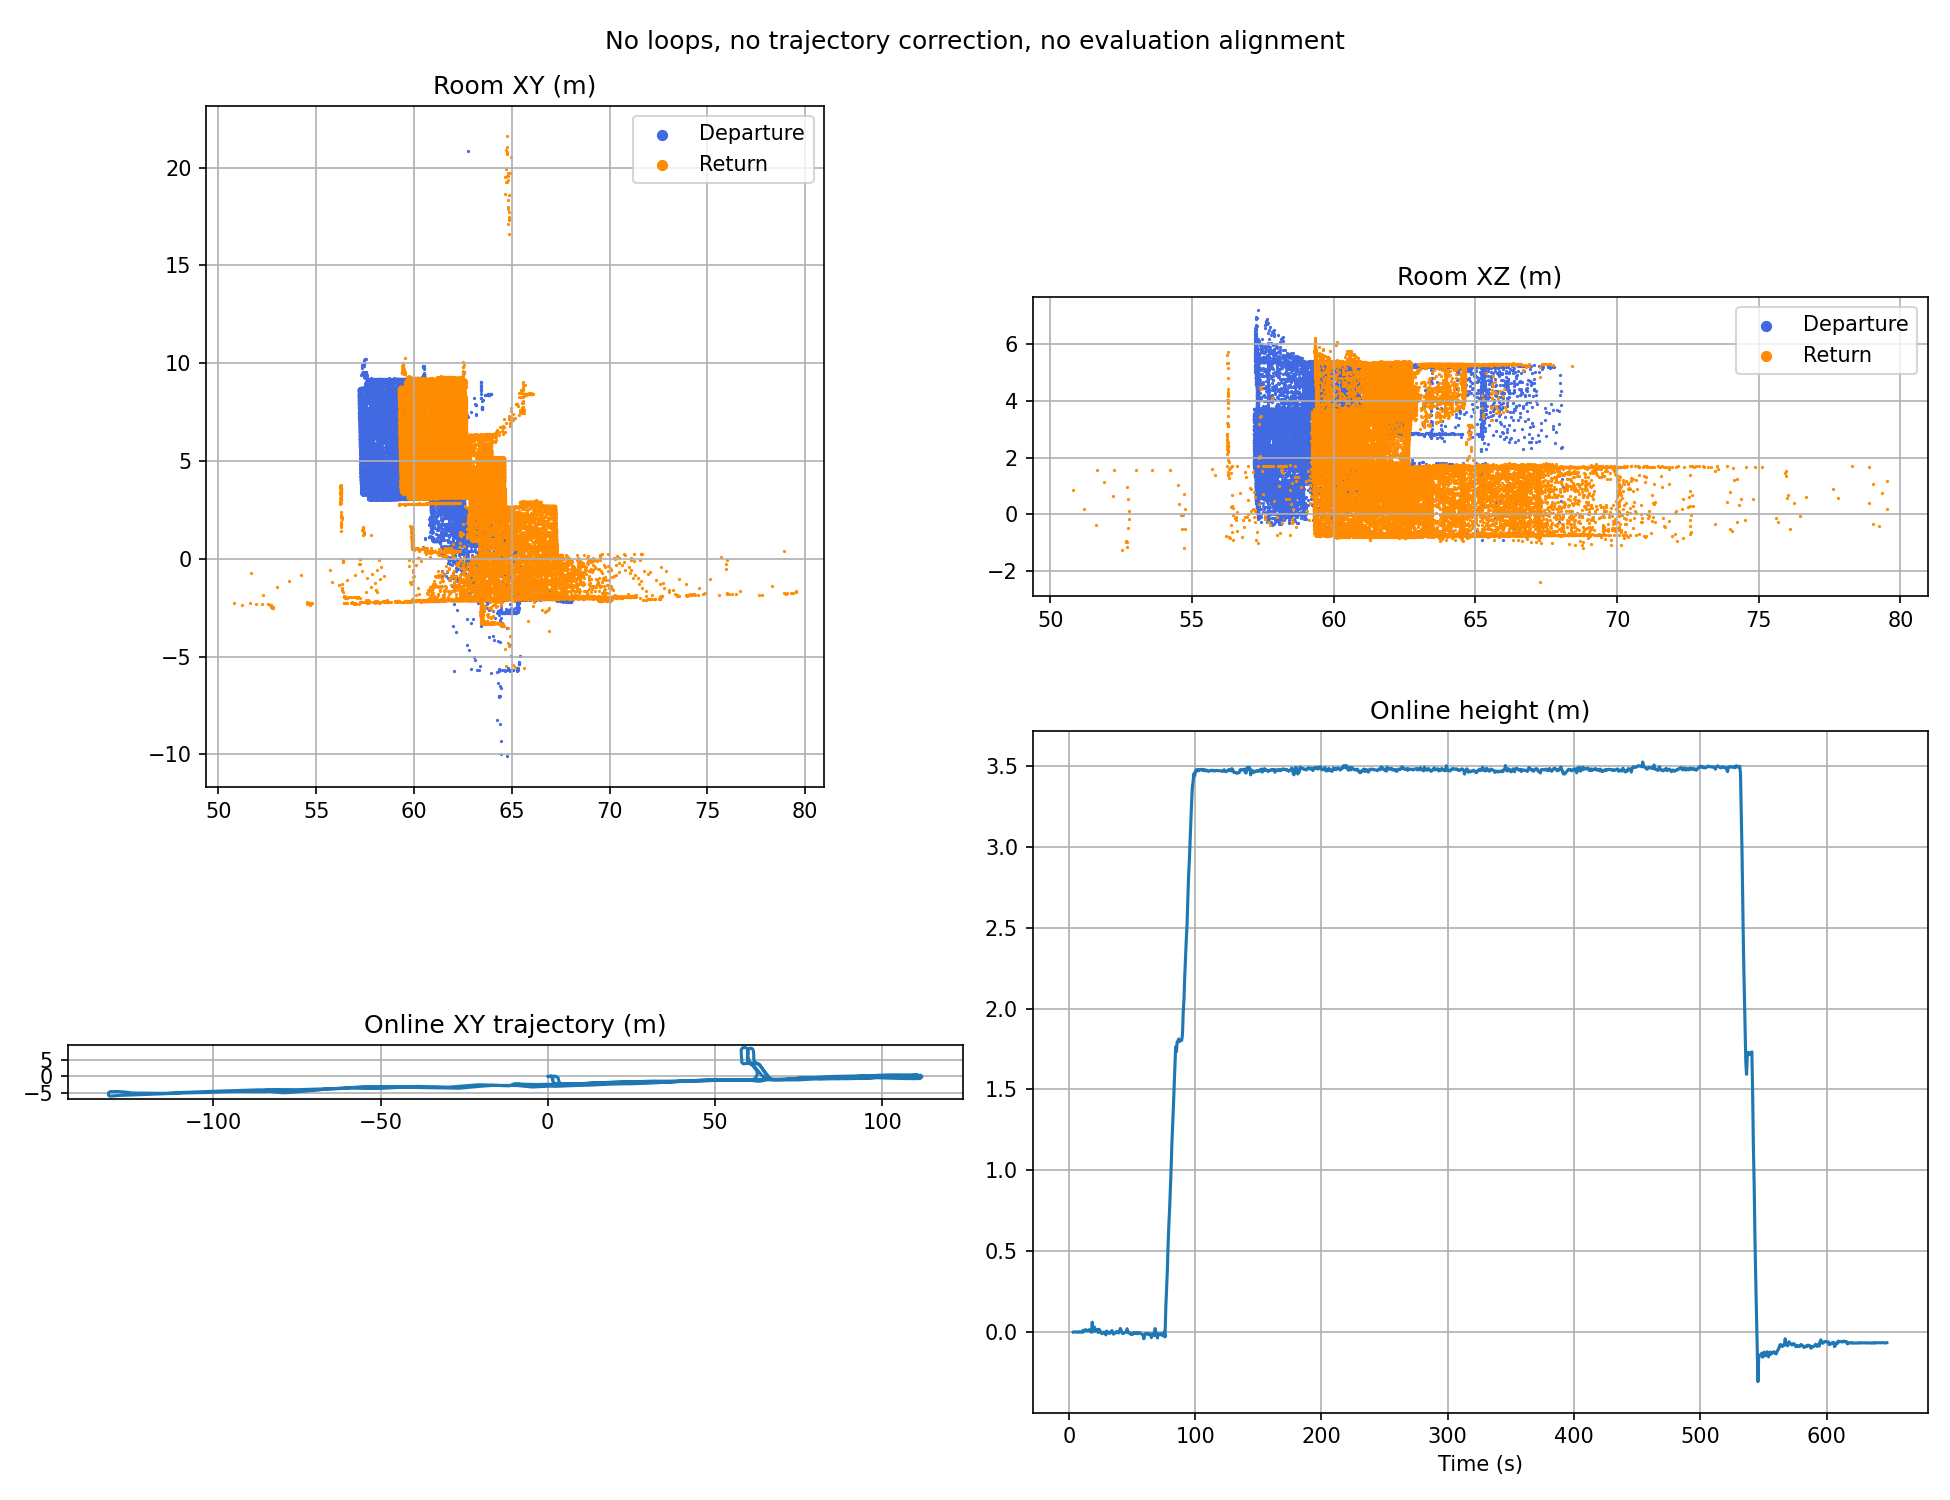 No loops, no trajectory correction, no evaluation alignment
Room XY (m)
Departure
Return
20
15
10
5
0
−5
−10
50 55 60 65 70 75 80
Room XZ (m)
Departure
Return
6
4
2
0
−2
50 55 60 65 70 75 80
Online XY trajectory (m)
5
0
−5
−100 −50 0 50 100
Online height (m)
3.5
3.0
2.5
2.0
1.5
1.0
0.5
0.0
0 100 200 300 400 500 600
Time (s)